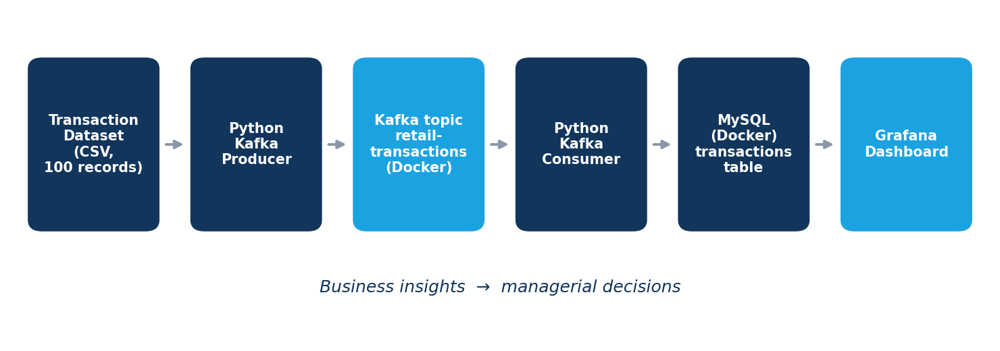 Transaction
Dataset
(CSV,
100 records)
Python
Kafka
Producer
Kafka topic
retail-
transactions
(Docker)
Python
Kafka
Consumer
MySQL
(Docker)
transactions
table
Grafana
Dashboard
Business insights → managerial decisions